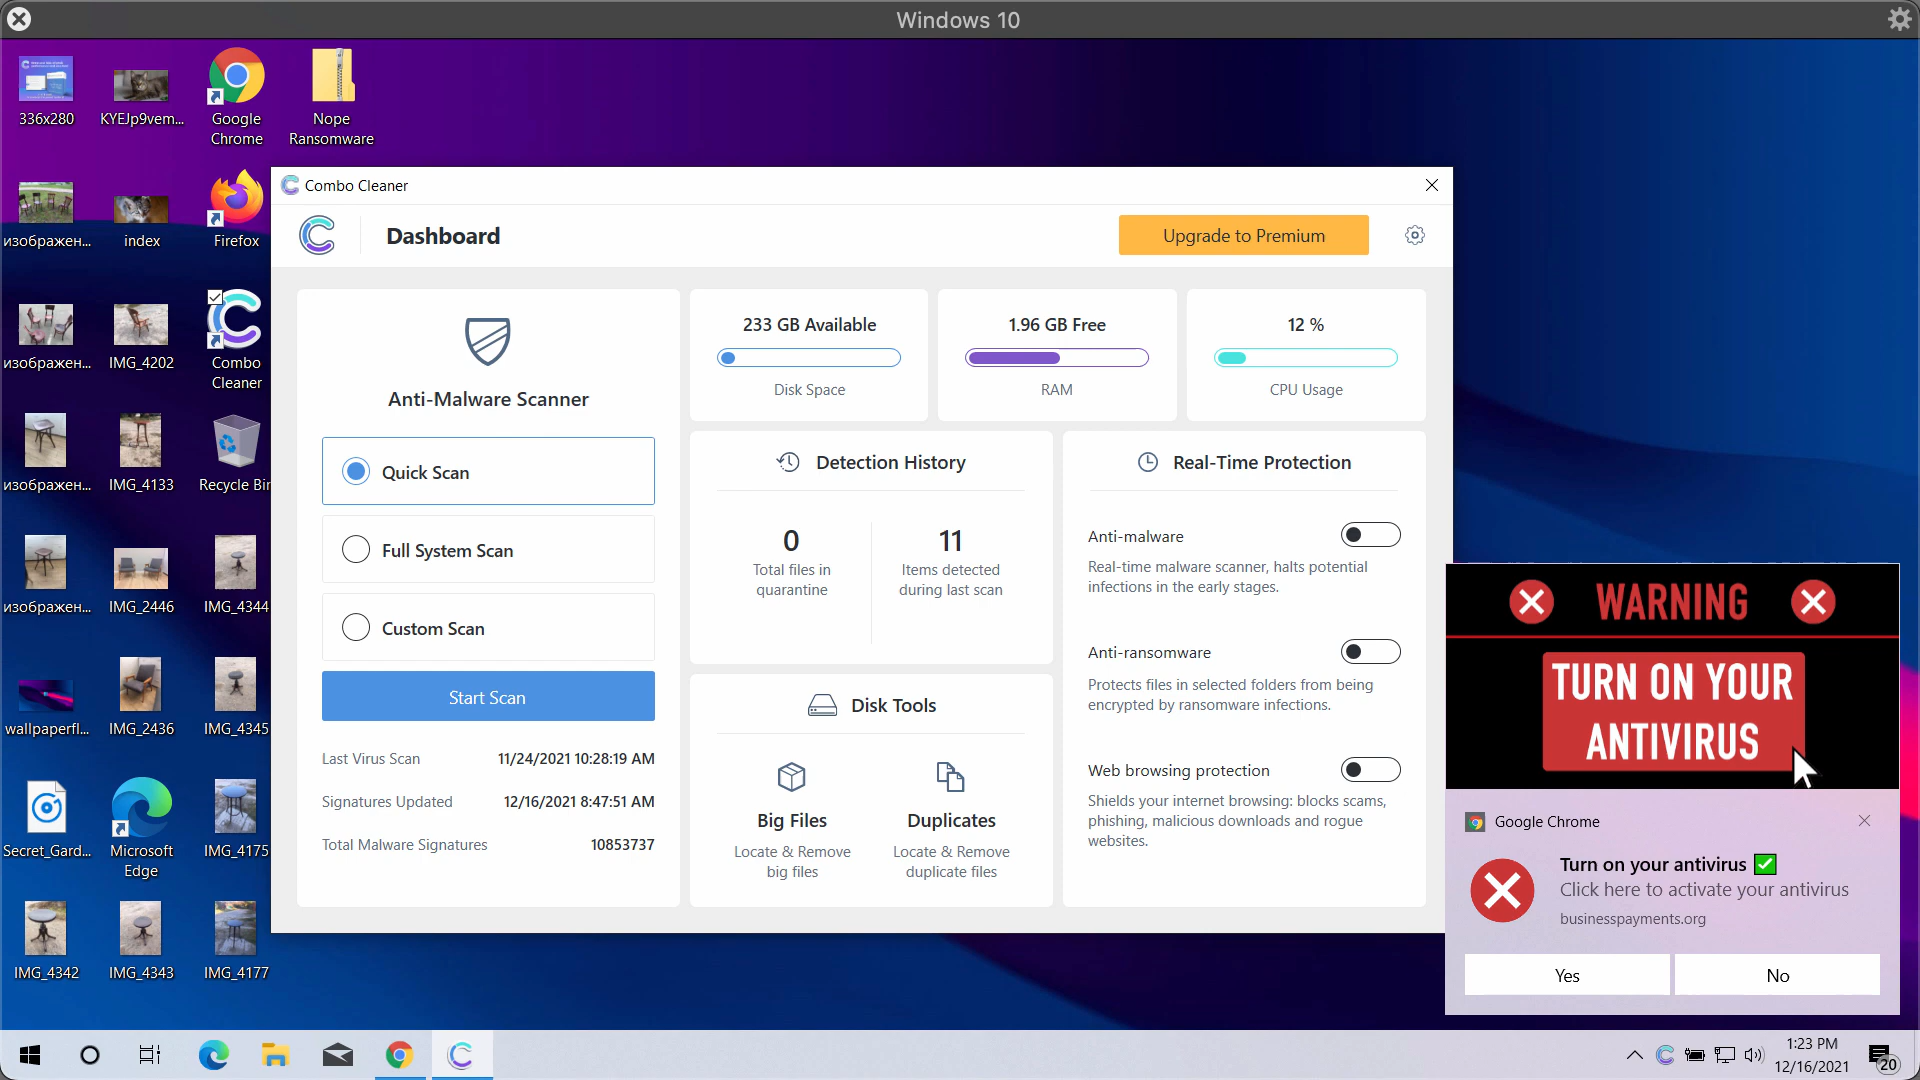 Windows 10
336x280
KYEJp9vem...
Google
Chrome
Nope
Ransomware
изображен...
index
Firefox
изображен...
IMG_4202
Combo
Cleaner
изображен...
IMG_4133
Recycle Bin
изображен...
IMG_2446
IMG_4344
wallpaperfl...
IMG_2436
IMG_4345
Secret_Gard...
Microsoft
Edge
IMG_4175
IMG_4342
IMG_4343
IMG_4177
Combo Cleaner
Dashboard
Upgrade to Premium
Anti-Malware Scanner
Quick Scan
Full System Scan
Custom Scan
Start Scan
Last Virus Scan 11/24/2021 10:28:19 AM
Signatures Updated 12/16/2021 8:47:51 AM
Total Malware Signatures 10853737
233 GB Available
Disk Space
1.96 GB Free
RAM
12 %
CPU Usage
Detection History
0
Total files in
quarantine
11
Items detected
during last scan
Disk Tools
Big Files
Locate & Remove
big files
Duplicates
Locate & Remove
duplicate files
Real-Time Protection
Anti-malware
Real-time malware scanner, halts potential
infections in the early stages.
Anti-ransomware
Protects files in selected folders from being
encrypted by ransomware infections.
Web browsing protection
Shields your internet browsing: blocks scams,
phishing, malicious downloads and rogue
websites.
WARNING
TURN ON YOUR
ANTIVIRUS
Google Chrome
Turn on your antivirus ✅
Click here to activate your antivirus
businesspayments.org
Yes
No
1:23 PM
12/16/2021
20